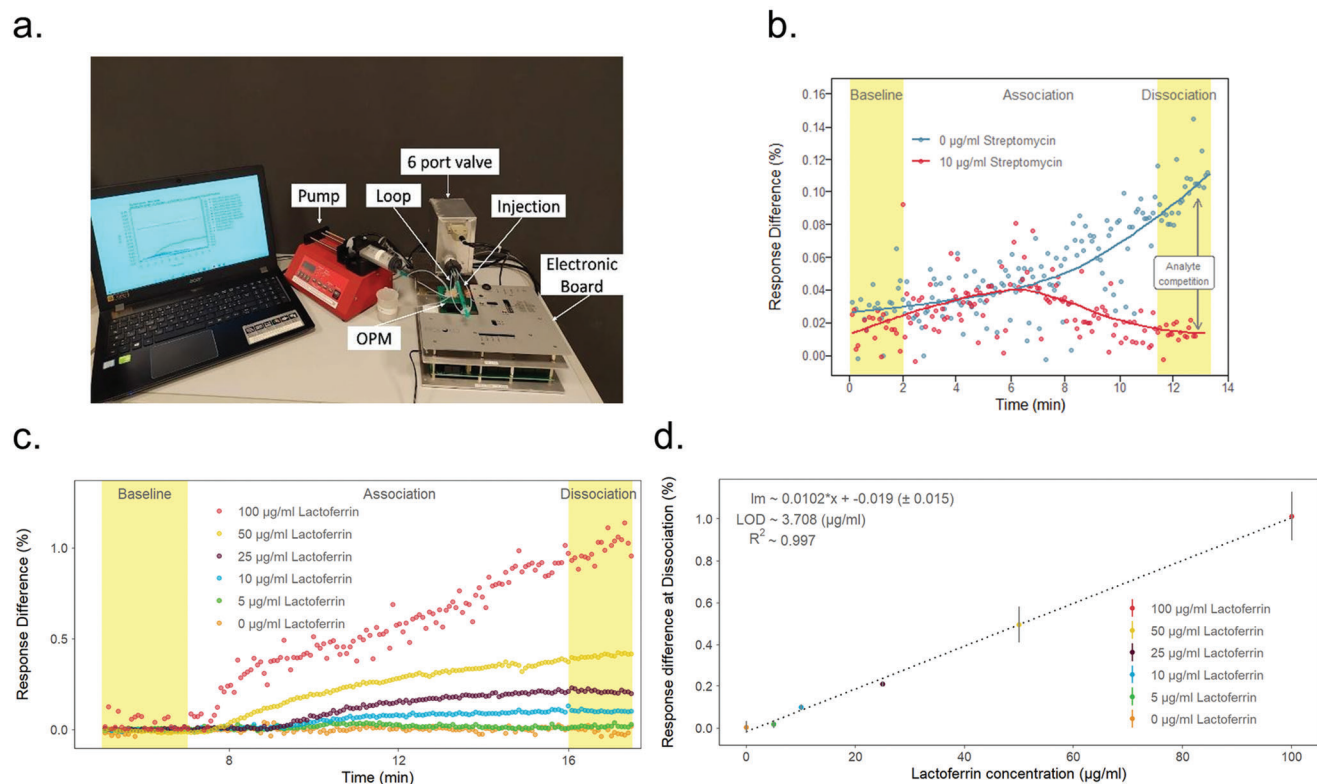 a.
6 port valve
Pump
Loop
Injection
Electronic
Board
OPM
acer
b.
Response Difference (%)
0.16
0.14
0.12
0.10
0.08
0.06
0.04
0.02
0.00
Baseline
Association
Dissociation
0 µg/ml Streptomycin
10 µg/ml Streptomycin
Analyte
competition
0 2 4 6 8 10 12 14
Time (min)
c.
Response Difference (%)
1.0
0.5
0.0
Baseline
Association
Dissociation
100 µg/ml Lactoferrin
50 µg/ml Lactoferrin
25 µg/ml Lactoferrin
10 µg/ml Lactoferrin
5 µg/ml Lactoferrin
0 µg/ml Lactoferrin
8 12 16
Time (min)
d.
Response difference at Dissociation (%)
1.0
0.8
0.6
0.4
0.2
0.0
lm ~ 0.0102*x + -0.019 (± 0.015)
LOD ~ 3.708 (µg/ml)
R² ~ 0.997
100 µg/ml Lactoferrin
50 µg/ml Lactoferrin
25 µg/ml Lactoferrin
10 µg/ml Lactoferrin
5 µg/ml Lactoferrin
0 µg/ml Lactoferrin
0 20 40 60 80 100
Lactoferrin concentration (µg/ml)